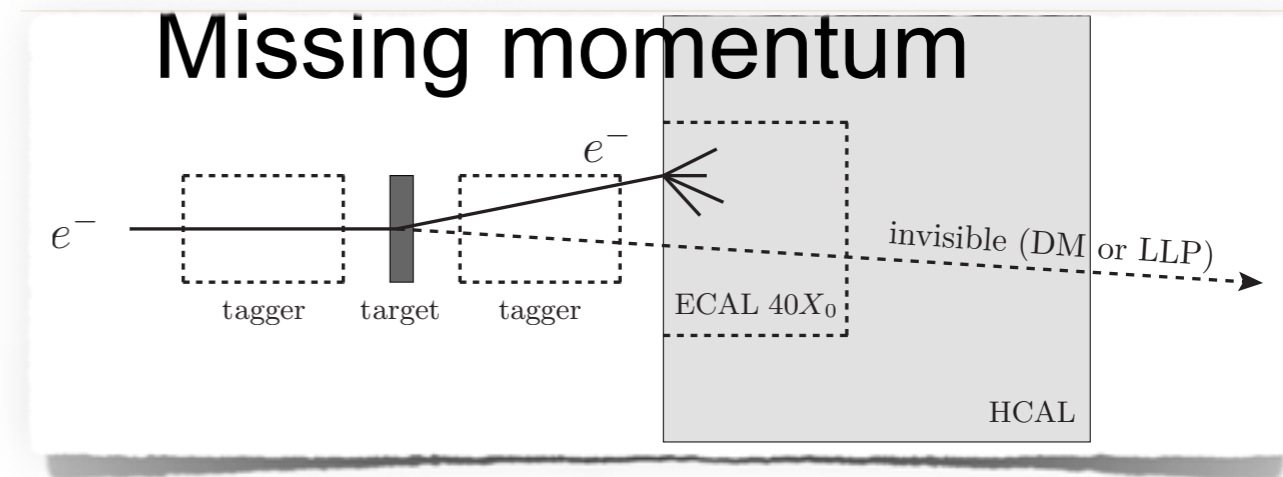 Missing momentum
e⁻
e⁻
invisible (DM or LLP)
tagger target tagger
ECAL 40X₀
HCAL